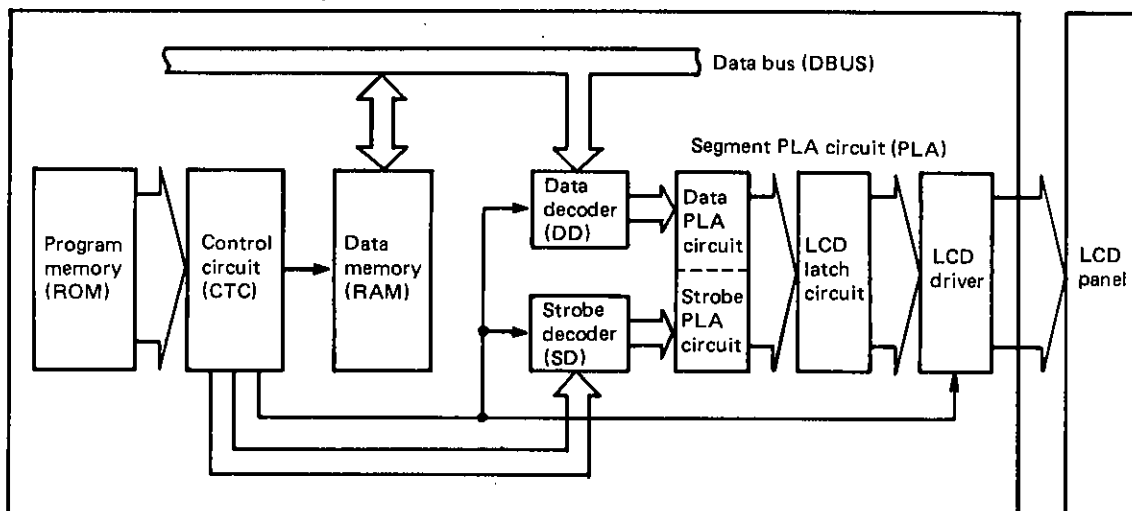 Data bus (DBUS)
Segment PLA circuit (PLA)
Program
memory
(ROM)
Control
circuit
(CTC)
Data
memory
(RAM)
Data
decoder
(DD)
Strobe
decoder
(SD)
Data
PLA
circuit
Strobe
PLA
circuit
LCD
latch
circuit
LCD
driver
LCD
panel